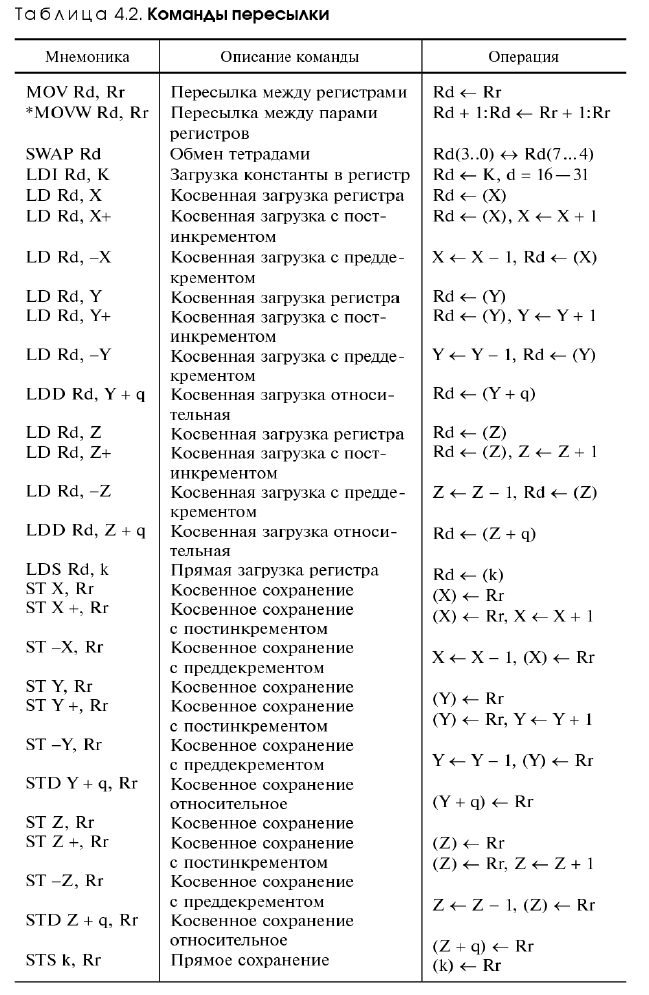 Таблица 4.2. Команды пересылки
Мнемоника Описание команды Операция
MOV Rd, Rr Пересылка между регистрами Rd ← Rr
*MOVW Rd, Rr Пересылка между парами Rd + 1:Rd ← Rr + 1:Rr
регистров
SWAP Rd Обмен тетрадами Rd(3..0) ↔ Rd(7...4)
LDI Rd, K Загрузка константы в регистр Rd ← K, d = 16—31
LD Rd, X Косвенная загрузка регистра Rd ← (X)
LD Rd, X+ Косвенная загрузка с пост- Rd ← (X), X ← X + 1
инкрементом
LD Rd, –X Косвенная загрузка с предде- X ← X – 1, Rd ← (X)
крементом
LD Rd, Y Косвенная загрузка регистра Rd ← (Y)
LD Rd, Y+ Косвенная загрузка с пост- Rd ← (Y), Y ← Y + 1
инкрементом
LD Rd, –Y Косвенная загрузка с предде- Y ← Y – 1, Rd ← (Y)
крементом
LDD Rd, Y + q Косвенная загрузка относи- Rd ← (Y + q)
тельная
LD Rd, Z Косвенная загрузка регистра Rd ← (Z)
LD Rd, Z+ Косвенная загрузка с пост- Rd ← (Z), Z ← Z + 1
инкрементом
LD Rd, –Z Косвенная загрузка с предде- Z ← Z – 1, Rd ← (Z)
крементом
LDD Rd, Z + q Косвенная загрузка относи- Rd ← (Z + q)
тельная
LDS Rd, k Прямая загрузка регистра Rd ← (k)
ST X, Rr Косвенное сохранение (X) ← Rr
ST X +, Rr Косвенное сохранение (X) ← Rr, X ← X + 1
с постинкрементом
ST –X, Rr Косвенное сохранение X ← X – 1, (X) ← Rr
с преддекрементом
ST Y, Rr Косвенное сохранение (Y) ← Rr
ST Y +, Rr Косвенное сохранение (Y) ← Rr, Y ← Y + 1
с постинкрементом
ST –Y, Rr Косвенное сохранение Y ← Y – 1, (Y) ← Rr
с преддекрементом
STD Y + q, Rr Косвенное сохранение (Y + q) ← Rr
относительное
ST Z, Rr Косвенное сохранение (Z) ← Rr
ST Z +, Rr Косвенное сохранение (Z) ← Rr, Z ← Z + 1
с постинкрементом
ST –Z, Rr Косвенное сохранение Z ← Z – 1, (Z) ← Rr
с преддекрементом
STD Z + q, Rr Косвенное сохранение (Z + q) ← Rr
относительное
STS k, Rr Прямое сохранение (k) ← Rr